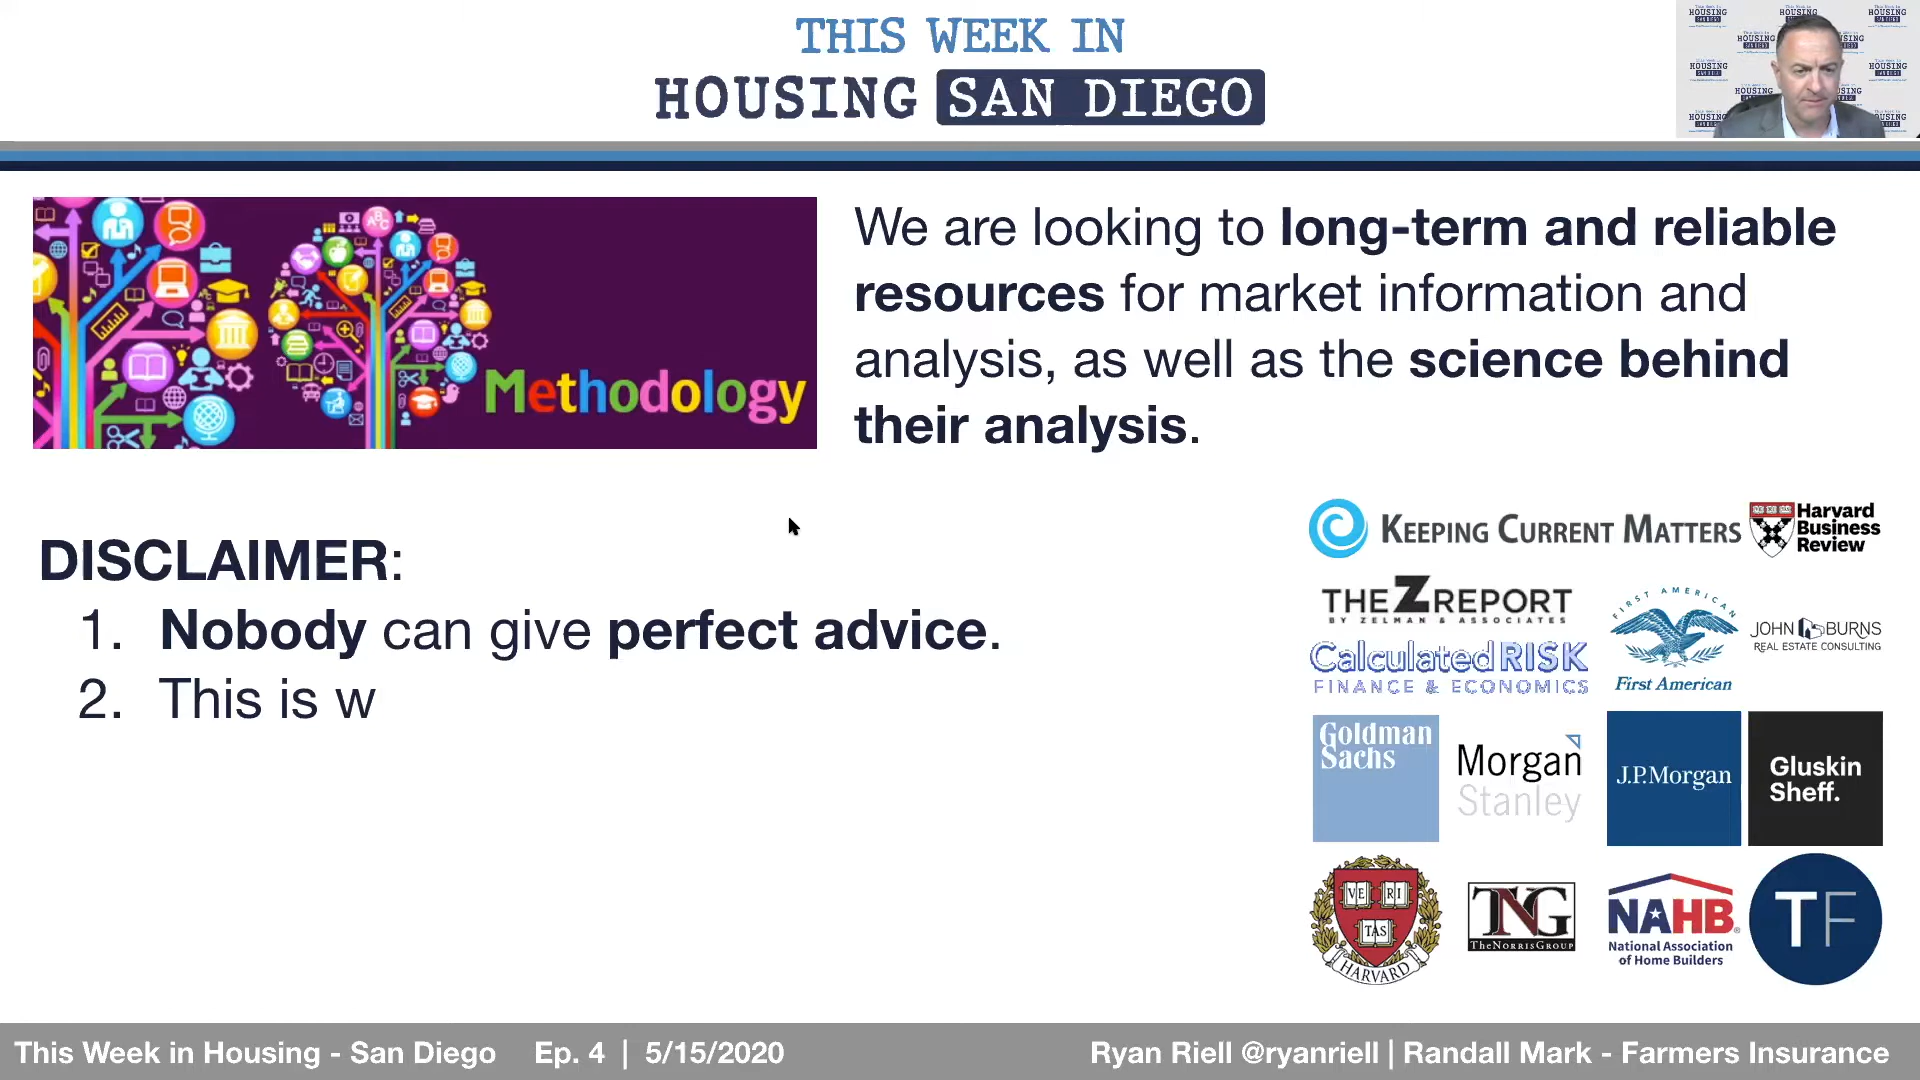 THIS WEEK IN
HOUSING SAN DIEGO
Methodology
We are looking to long-term and reliable
resources for market information and
analysis, as well as the science behind
their analysis.
DISCLAIMER:
1. Nobody can give perfect advice.
2. This is w
KEEPING CURRENT MATTERS
Harvard
Business
Review
THE Z REPORT
BY ZELMAN & ASSOCIATES
CalculatedRISK
FINANCE & ECONOMICS
FIRST AMERICAN
First American
JOHN BURNS
REAL ESTATE CONSULTING
Goldman
Sachs
Morgan
Stanley
J.P.Morgan
Gluskin
Sheff.
VE RI
TAS
HARVARD
TNG
THENORRISGROUP
NAHB
National Association
of Home Builders
TF
This Week in Housing - San Diego Ep. 4 | 5/15/2020
Ryan Riell @ryanriell | Randall Mark - Farmers Insurance